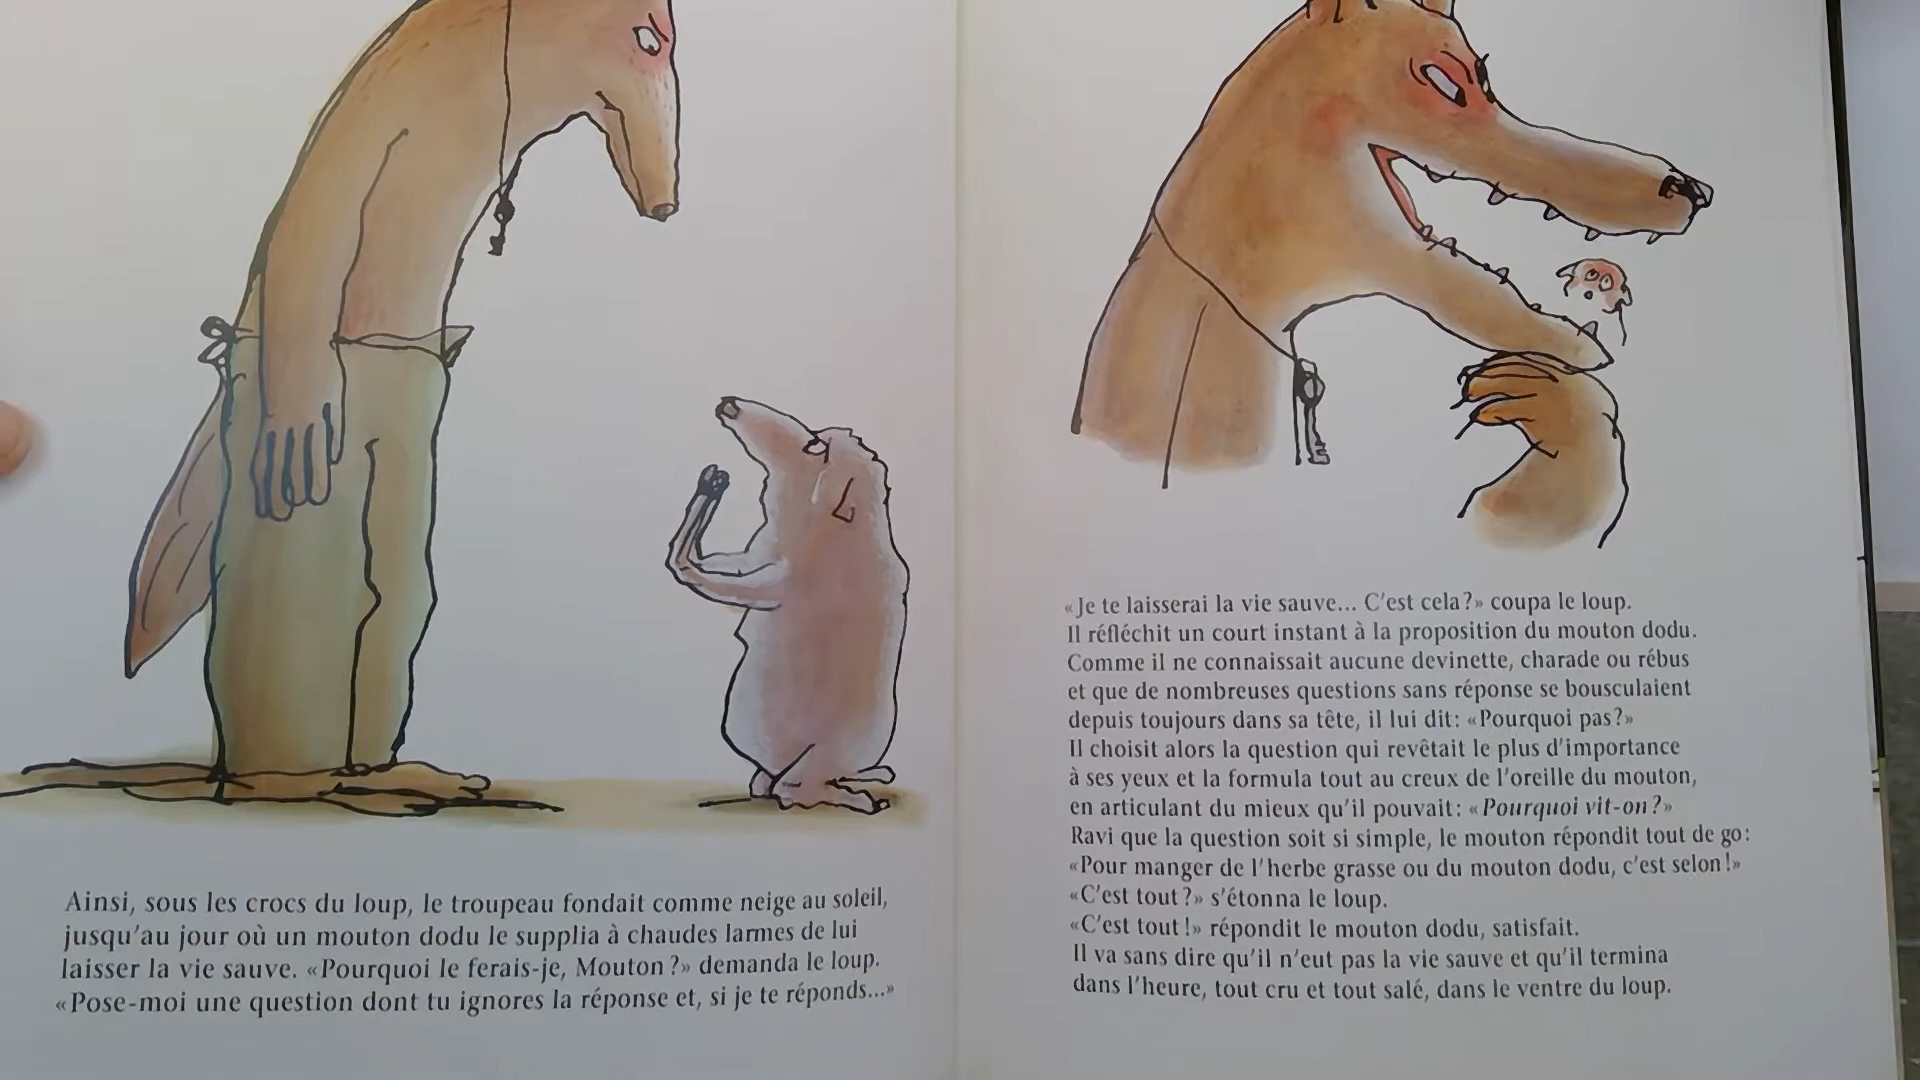 Ainsi, sous les crocs du loup, le troupeau fondait comme neige au soleil,
jusqu'au jour où un mouton dodu le supplia à chaudes larmes de lui
laisser la vie sauve. «Pourquoi le ferais-je, Mouton?» demanda le loup.
«Pose-moi une question dont tu ignores la réponse et, si je te réponds...»
«Je te laisserai la vie sauve... C'est cela?» coupa le loup.
Il réfléchit un court instant à la proposition du mouton dodu.
Comme il ne connaissait aucune devinette, charade ou rébus
et que de nombreuses questions sans réponse se bousculaient
depuis toujours dans sa tête, il lui dit: «Pourquoi pas?»
Il choisit alors la question qui revêtait le plus d'importance
à ses yeux et la formula tout au creux de l'oreille du mouton,
en articulant du mieux qu'il pouvait: «Pourquoi vit-on?»
Ravi que la question soit si simple, le mouton répondit tout de go:
«Pour manger de l'herbe grasse ou du mouton dodu, c'est selon!»
«C'est tout?» s'étonna le loup.
«C'est tout!» répondit le mouton dodu, satisfait.
Il va sans dire qu'il n'eut pas la vie sauve et qu'il termina
dans l'heure, tout cru et tout salé, dans le ventre du loup.